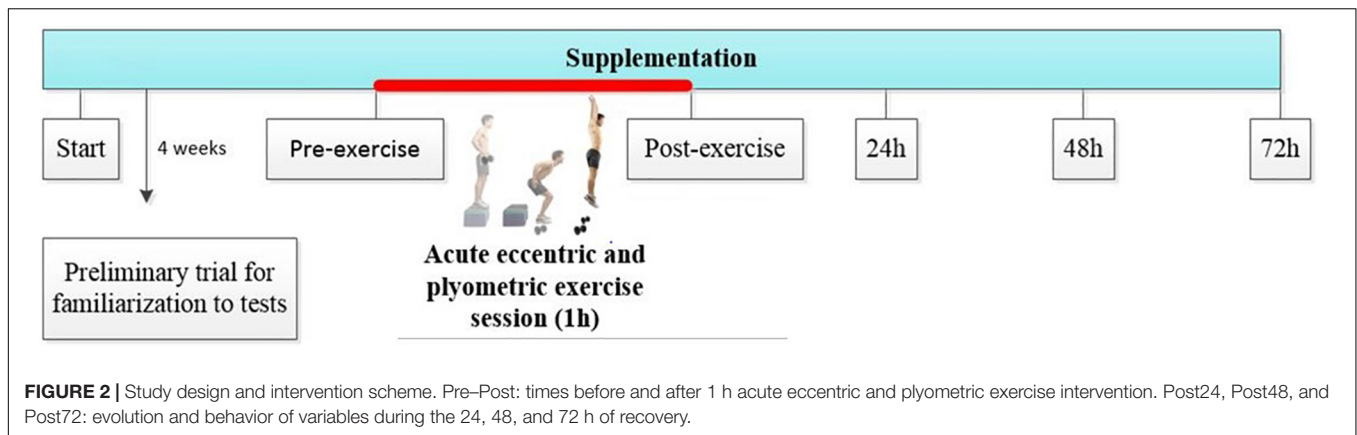 Supplementation
Start
4 weeks
Pre-exercise
Post-exercise
24h
48h
72h
Preliminary trial for
familiarization to tests
Acute eccentric and
plyometric exercise
session (1h)
FIGURE 2 | Study design and intervention scheme. Pre–Post: times before and after 1 h acute eccentric and plyometric exercise intervention. Post24, Post48, and
Post72: evolution and behavior of variables during the 24, 48, and 72 h of recovery.